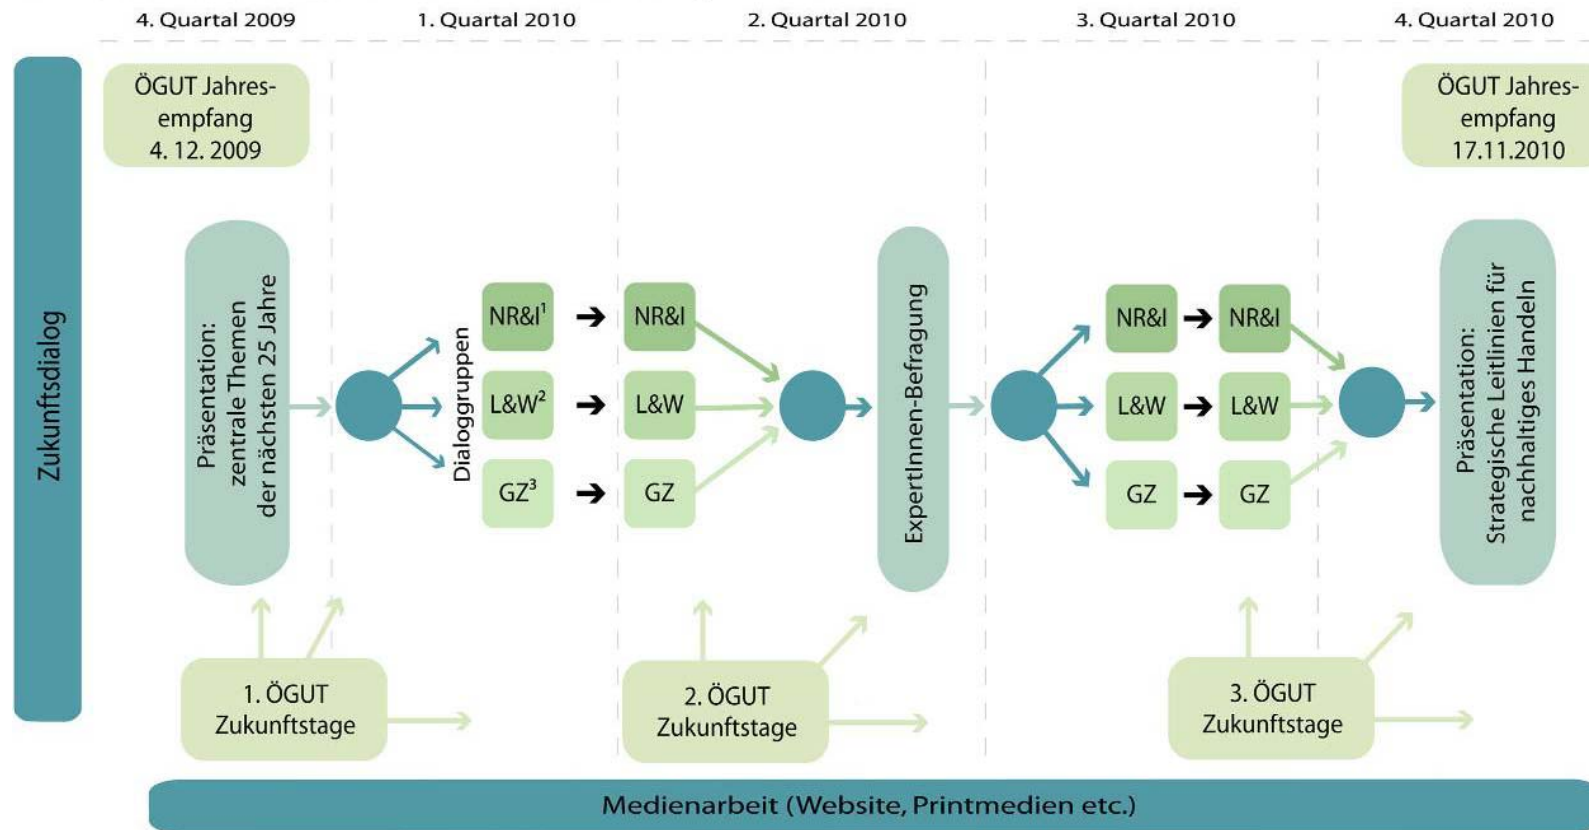 4. Quartal 2009
1. Quartal 2010
2. Quartal 2010
3. Quartal 2010
4. Quartal 2010
Zukunftsdialog
ÖGUT Jahres-
empfang
4. 12. 2009
ÖGUT Jahres-
empfang
17.11.2010
Präsentation:
zentrale Themen
der nächsten 25 Jahre
Dialoggruppen
NR&I¹
L&W²
GZ³
NR&I
L&W
GZ
ExpertInnen-Befragung
NR&I
L&W
GZ
NR&I
L&W
GZ
Präsentation:
Strategische Leitlinien für
nachhaltiges Handeln
1. ÖGUT
Zukunftstage
2. ÖGUT
Zukunftstage
3. ÖGUT
Zukunftstage
Medienarbeit (Website, Printmedien etc.)